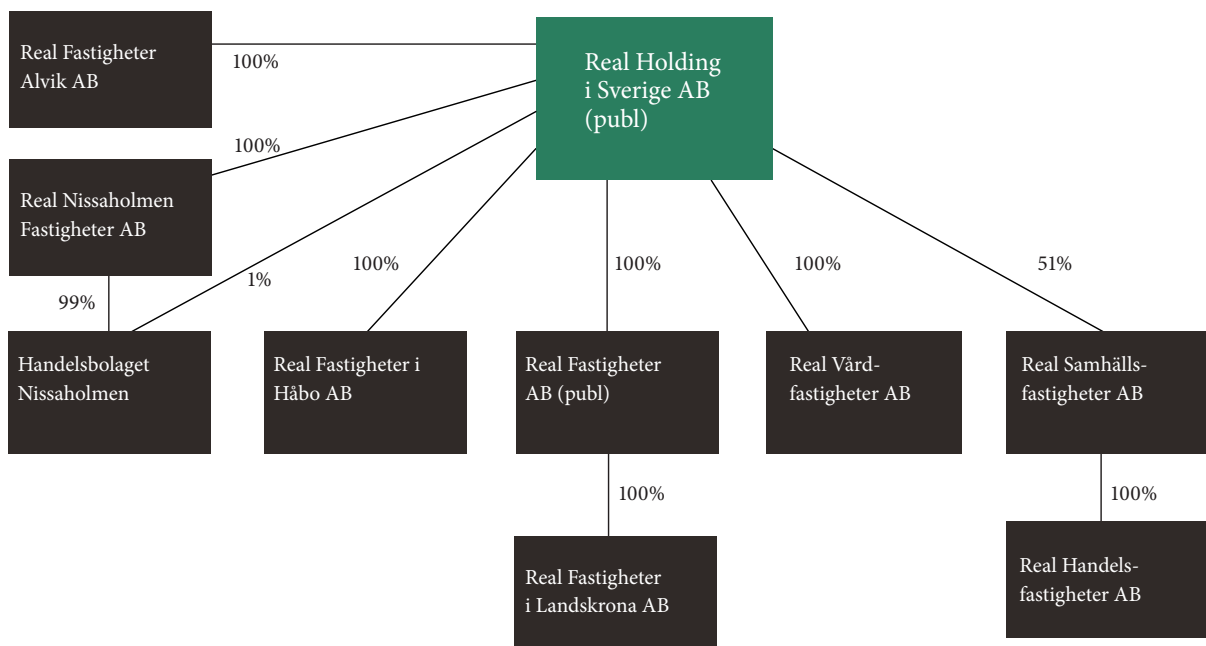 Real Fastigheter
Alvik AB
100%
Real Holding
i Sverige AB
(publ)
100%
Real Nissaholmen
Fastigheter AB
99%
1%
100%
100%
100%
51%
Handelsbolaget
Nissaholmen
Real Fastigheter i
Håbo AB
Real Fastigheter
AB (publ)
Real Vård-
fastigheter AB
Real Samhälls-
fastigheter AB
100%
100%
Real Fastigheter
i Landskrona AB
Real Handels-
fastigheter AB